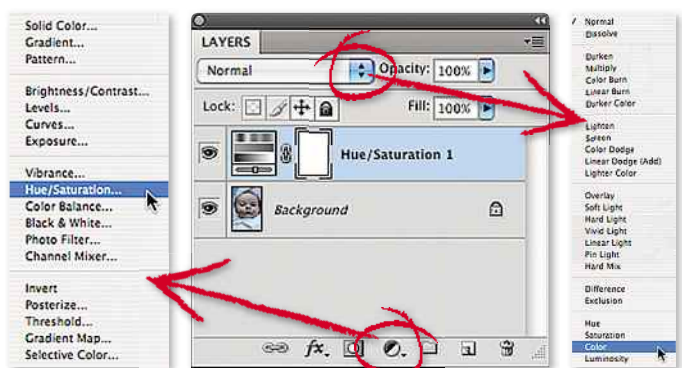 Solid Color...
Gradient...
Pattern...
Brightness/Contrast...
Levels...
Curves...
Exposure...
Vibrance...
Hue/Saturation...
Color Balance...
Black & White...
Photo Filter...
Channel Mixer...
Invert
Posterize...
Threshold...
Gradient Map...
Selective Color...
LAYERS
Normal Opacity: 100%
Lock: Fill: 100%
Hue/Saturation 1
Background
fx.
Normal
Dissolve
Darken
Multiply
Color Burn
Linear Burn
Darker Color
Lighten
Screen
Color Dodge
Linear Dodge (Add)
Lighter Color
Overlay
Soft Light
Hard Light
Vivid Light
Linear Light
Pin Light
Hard Mix
Difference
Exclusion
Hue
Saturation
Color
Luminosity